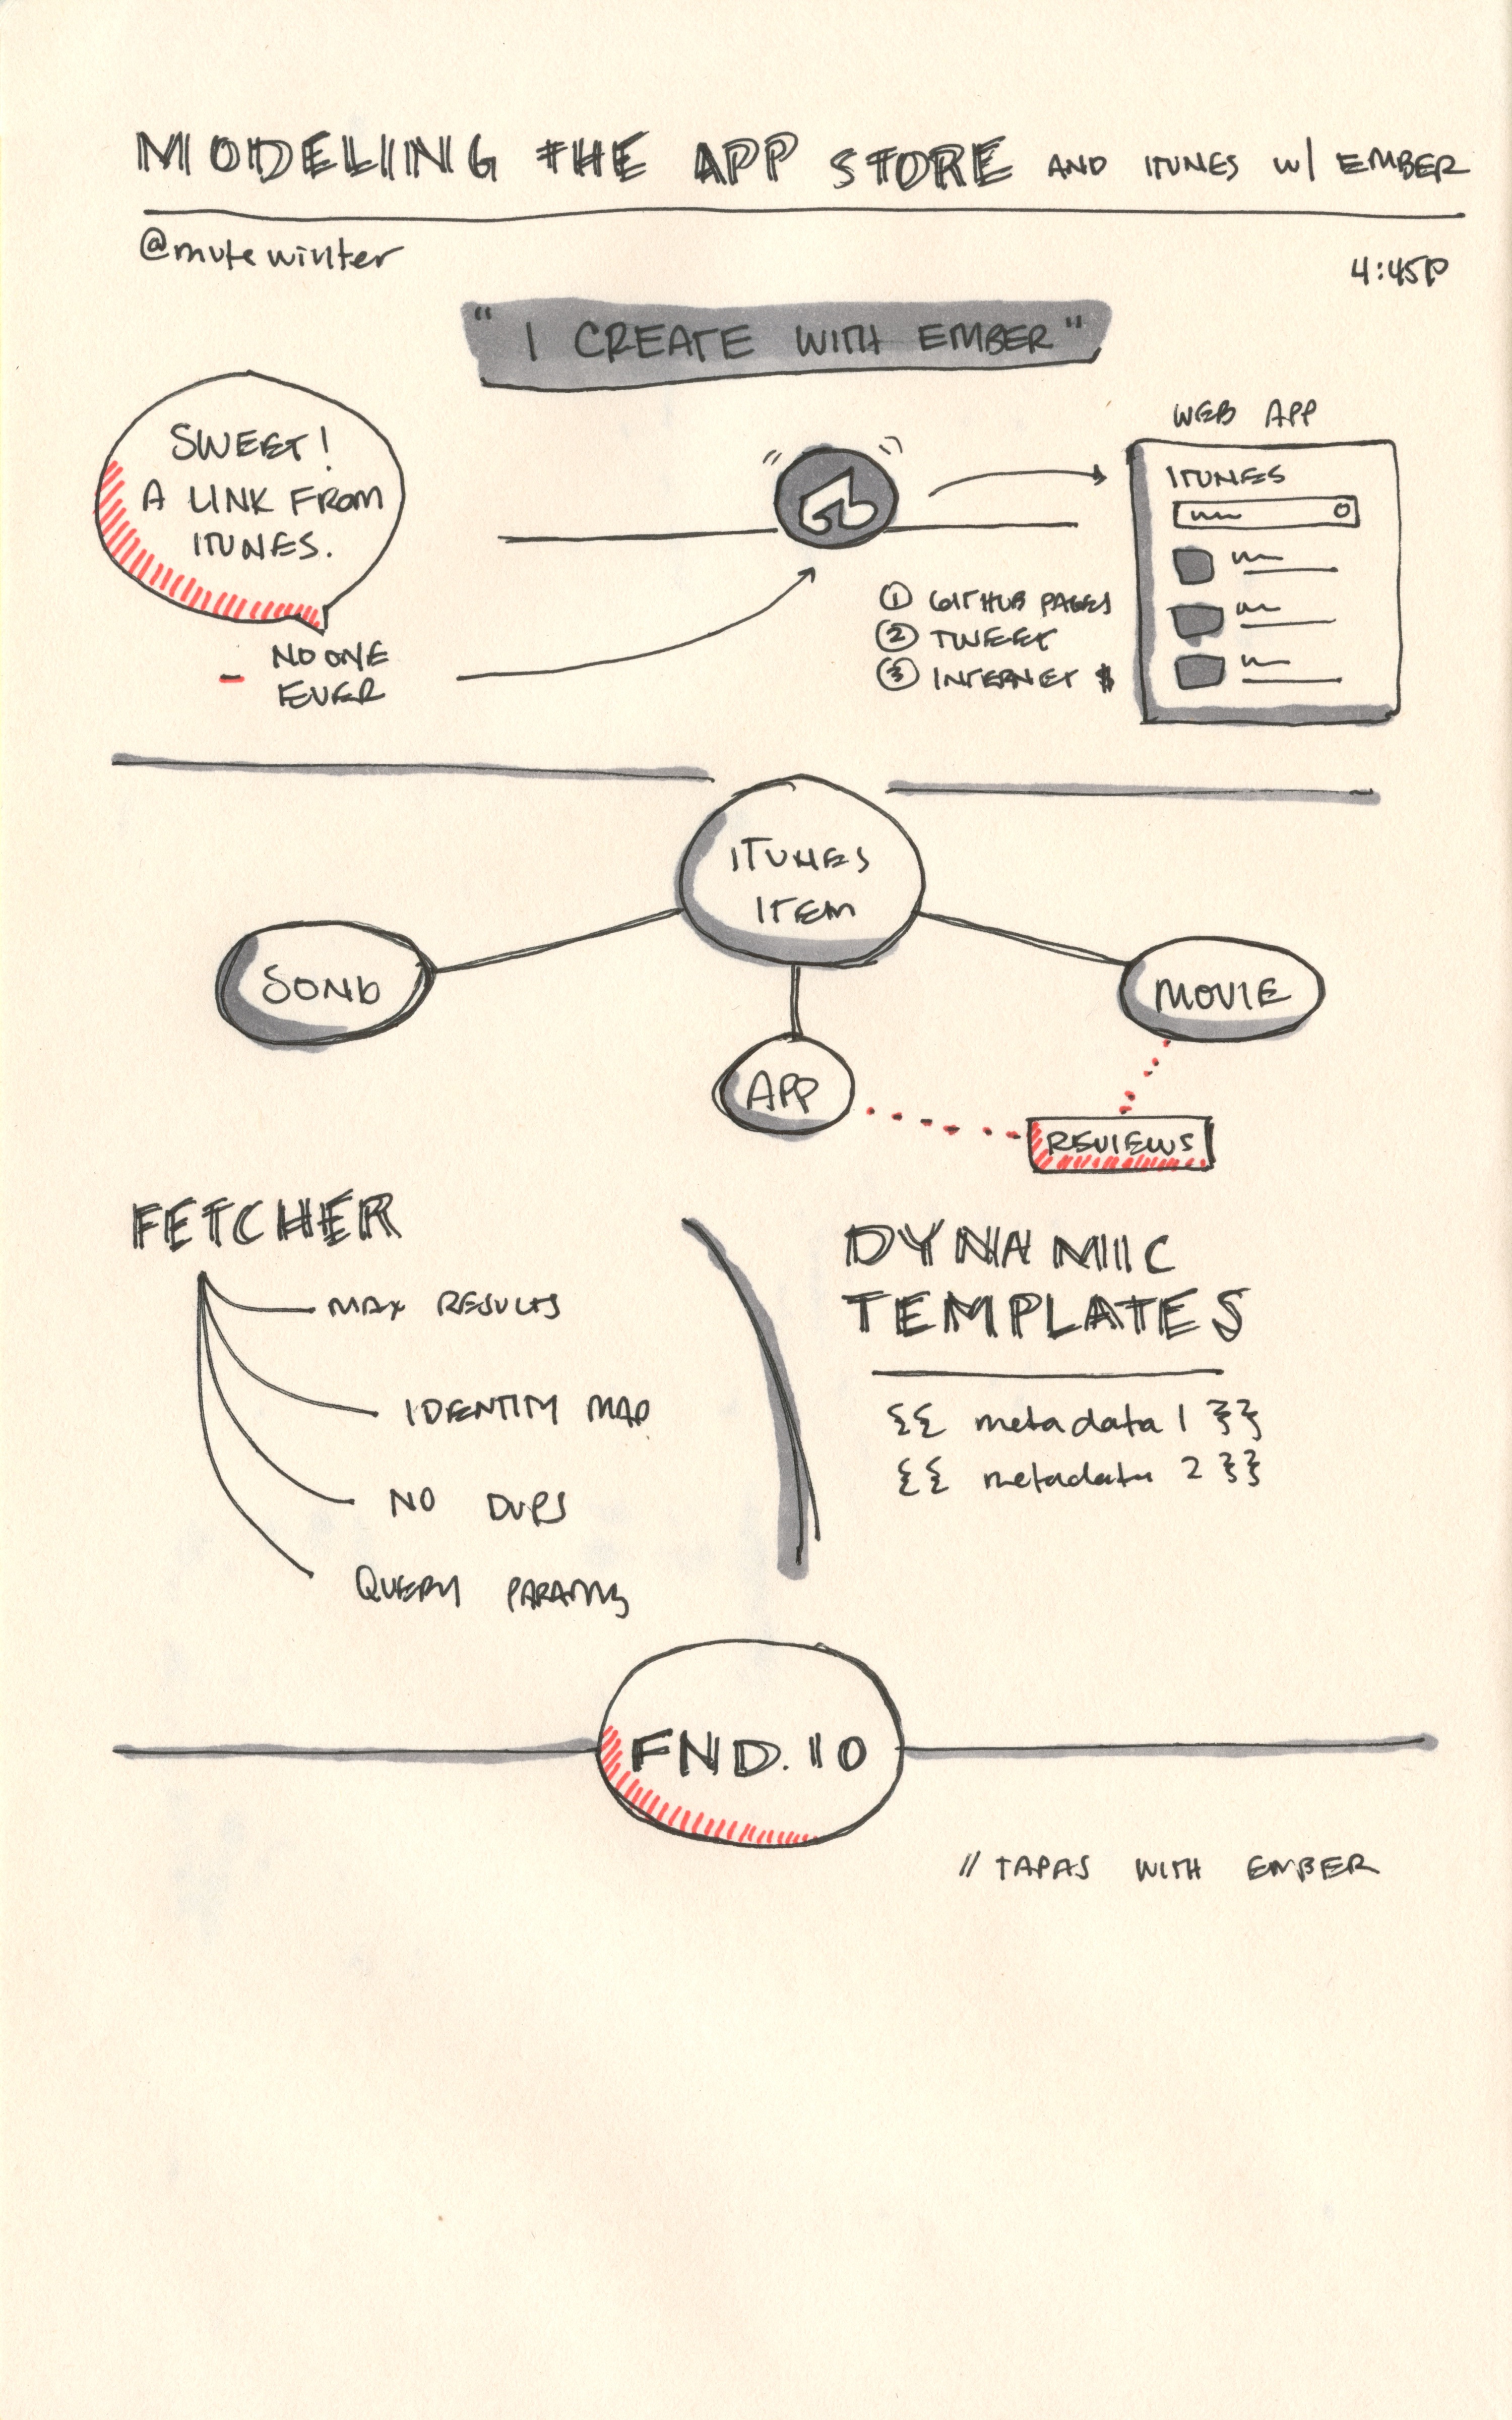 MODELING THE APP STORE AND ITUNES W/ EMBER
@mutewinter
4:45P
"I CREATE WITH EMBER"
SWEET!
A LINK FROM
ITUNES.
- NO ONE
EVER
WEB APP
ITUNES
① GITHUB PAGES
② TWEET
③ INTERNET $
ITUNES
ITEM
SONG
MOVIE
APP
REVIEWS
FETCHER
MAX RESULTS
IDENTITY MAP
NO DUPS
QUERY PARAMS
DYNAMIC
TEMPLATES
{{ metadata 1 }}
{{ metadata 2 }}
FND.IO
// TAPAS WITH EMBER